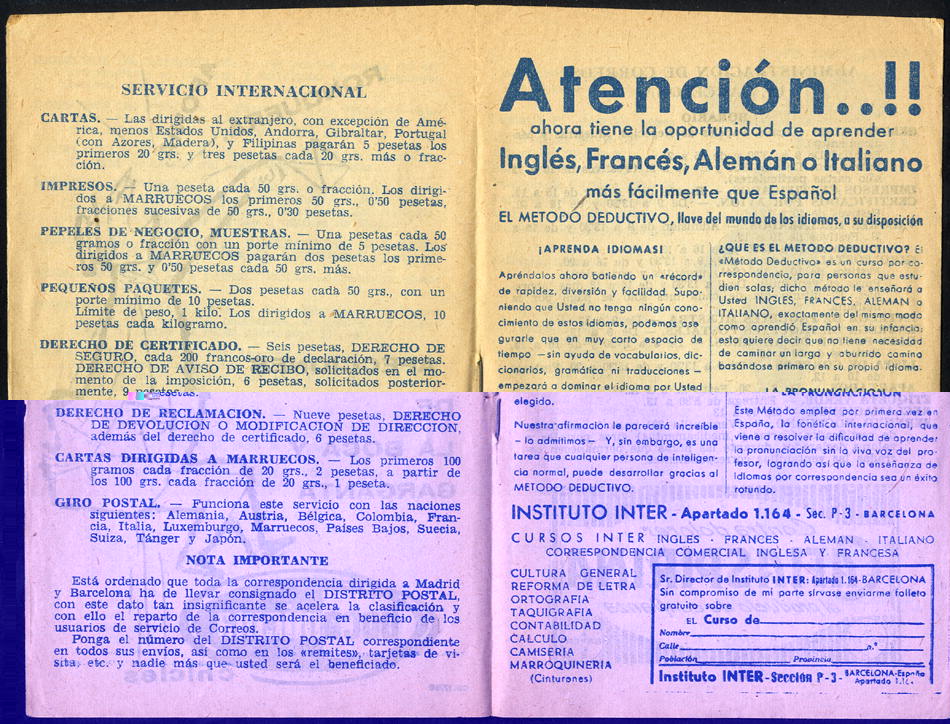 SERVICIO INTERNACIONAL
CARTAS. — Las dirigidas al extranjero, con excepción de Amé-
rica, menos Estados Unidos, Andorra, Gibraltar, Portugal
(con Azores, Madera), y Filipinas pagarán 5 pesetas los
primeros 20 grs. y tres pesetas cada 20 grs. más o frac-
ción.
IMPRESOS. — Una peseta cada 50 grs. o fracción. Los dirigi-
dos a MARRUECOS los primeros 50 grs., 0'50 pesetas,
fracciones sucesivas de 50 grs., 0'30 pesetas.
PEPELES DE NEGOCIO, MUESTRAS. — Una pesetas cada 50
gramos o fracción con un porte mínimo de 5 pesetas. Los
dirigidos a MARRUECOS pagarán dos pesetas los prime-
ros 50 grs. y 0'50 pesetas cada 50 grs. más.
PEQUEÑOS PAQUETES. — Dos pesetas cada 50 grs., con un
porte mínimo de 10 pesetas.
Límite de peso, 1 kilo. Los dirigidos a MARRUECOS, 10
pesetas cada kilogramo.
DERECHO DE CERTIFICADO. — Seis pesetas, DERECHO DE
SEGURO, cada 200 francos-oro de declaración, 7 pesetas.
DERECHO DE AVISO DE RECIBO, solicitados en el mo-
mento de la imposición, 6 pesetas, solicitados posterior-
mente, 9 pesetas.
DERECHO DE RECLAMACION. — Nueve pesetas, DERECHO
DE DEVOLUCION O MODIFICACION DE DIRECCION,
además del derecho de certificado, 6 pesetas.
CARTAS DIRIGIDAS A MARRUECOS. — Los primeros 100
gramos cada fracción de 20 grs., 2 pesetas, a partir de
los 100 grs. cada fracción de 20 grs., 1 peseta.
GIRO POSTAL. — Funciona este servicio con las naciones
siguientes: Alemania, Austria, Bélgica, Colombia, Fran-
cia, Italia, Luxemburgo, Marruecos, Países Bajos, Suecia,
Suiza, Tánger y Japón.
NOTA IMPORTANTE
Está ordenado que toda la correspondencia dirigida a Madrid
y Barcelona ha de llevar consignado el DISTRITO POSTAL,
con este dato tan insignificante se acelera la clasificación y
con ello el reparto de la correspondencia en beneficio de los
usuarios de servicio de Correos.
Ponga el número del DISTRITO POSTAL correspondiente
en todos sus envíos, así como en los «remites», tarjetas de vi-
sita, etc. y nadie más que usted será el beneficiado.
Atención..!!
ahora tiene la oportunidad de aprender
Inglés, Francés, Alemán o Italiano
más fácilmente que Español
EL METODO DEDUCTIVO, llave del mundo de los idiomas, a su disposición
¡APRENDA IDIOMAS!
Apréndalos ahora batiendo un «récord»
de rapidez, diversión y facilidad. Supo-
niendo que Usted no tenga ningún cono-
cimiento de estos idiomas, podemos ase
gurarle que en muy corto espacio de
tiempo —sin ayuda de vocabularios, dic-
cionarios, gramática ni traducciones—
empezará a dominar el idioma por Usted
elegido.
Nuestra afirmación le parecerá increíble
— lo admitimos — Y, sin embargo, es una
tarea que cualquier persona de inteligen-
cia normal, puede desarrollar gracias al
METODO DEDUCTIVO.
¿QUE ES EL METODO DEDUCTIVO? El
«Método Deductivo» es un curso por co-
rrespondencia, para personas que estu-
dien solas; dicho método le enseñará a
Usted INGLES, FRANCES, ALEMAN o
ITALIANO, exactamente del mismo modo
como aprendió Español en su infancia;
esto quiere decir que no tiene necesidad
de caminar un largo y aburrido camino
basándose primero en su propio idioma.
LA PRONUNCIACION
Este Método emplea por primera vez en
España, la fonética internacional, que
viene a resolver la dificultad de aprender
la pronunciación sin la viva voz del pro-
fesor, logrando así que la enseñanza de
Idiomas por correspondencia sea un éxito
rotundo.
INSTITUTO INTER - Apartado 1.164 - Sec. P-3 - BARCELONA
CURSOS INTER INGLES - FRANCES - ALEMAN - ITALIANO
CORRESPONDENCIA COMERCIAL INGLESA Y FRANCESA
CULTURA GENERAL
REFORMA DE LETRA
ORTOGRAFIA
TAQUIGRAFIA
CONTABILIDAD
CALCULO
CAMISERIA
MARROQUINERIA
(Cinturones)
Sr. Director de Instituto INTER: Apartado 1.164-BARCELONA
Sin compromiso de mi parte sírvase enviarme folleto
gratuito sobre
EL Curso de
Nombre
Calle n.º
Población Provincia
Instituto INTER-Sección P-3- BARCELONA-España
Apartado 1.164